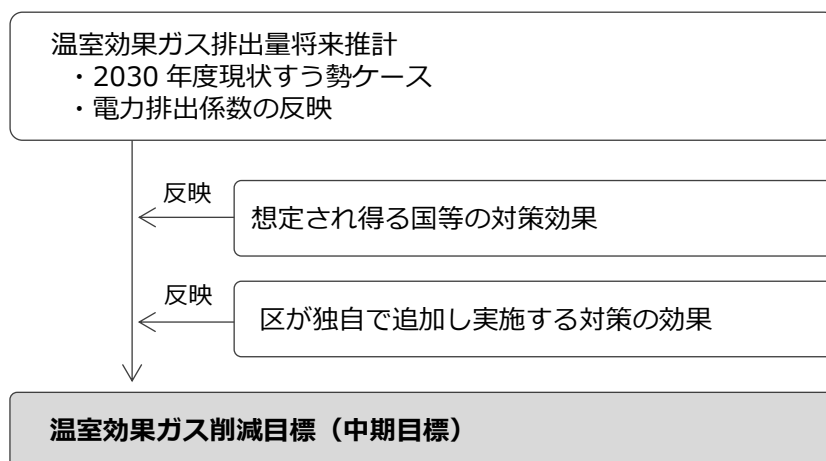 温室効果ガス排出量将来推計
・2030 年度現状すう勢ケース
・電力排出係数の反映
反映
想定され得る国等の対策効果
反映
区が独自で追加し実施する対策の効果
温室効果ガス削減目標（中期目標）